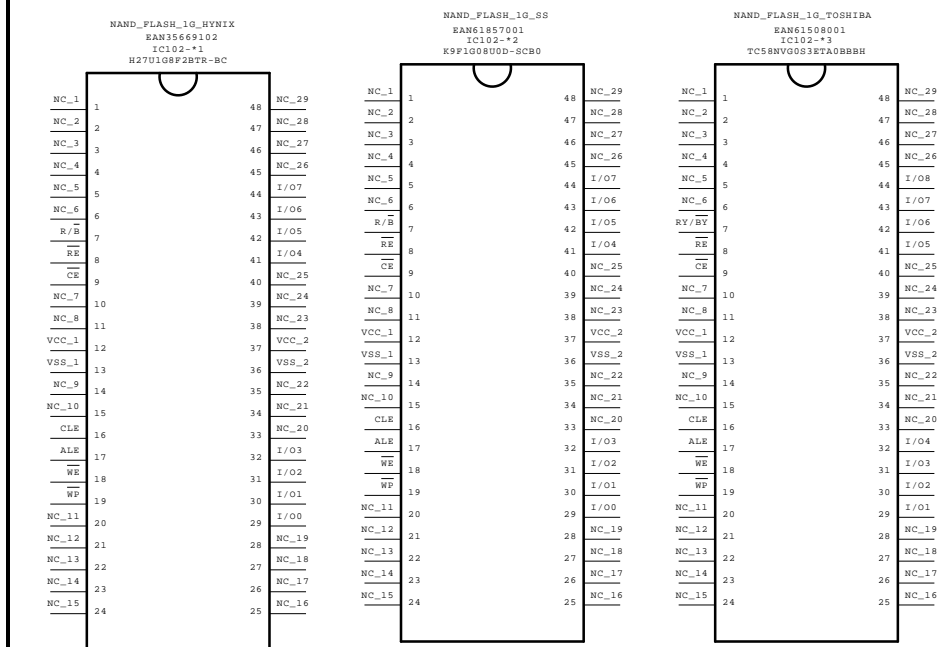 NAND_FLASH_1G_HYNIX
EAN35669102
IC102-*1
H27U1G8F2BTR-BC
NC_1 1 48 NC_29
NC_2 2 47 NC_28
NC_3 3 46 NC_27
NC_4 4 45 NC_26
NC_5 5 44 I/O7
NC_6 6 43 I/O6
R/B 7 42 I/O5
RE 8 41 I/O4
CE 9 40 NC_25
NC_7 10 39 NC_24
NC_8 11 38 NC_23
VCC_1 12 37 VCC_2
VSS_1 13 36 VSS_2
NC_9 14 35 NC_22
NC_10 15 34 NC_21
CLE 16 33 NC_20
ALE 17 32 I/O3
WE 18 31 I/O2
WP 19 30 I/O1
NC_11 20 29 I/O0
NC_12 21 28 NC_19
NC_13 22 27 NC_18
NC_14 23 26 NC_17
NC_15 24 25 NC_16
NAND_FLASH_1G_SS
EAN61857001
IC102-*2
K9F1G08U0D-SCB0
NC_1 1 48 NC_29
NC_2 2 47 NC_28
NC_3 3 46 NC_27
NC_4 4 45 NC_26
NC_5 5 44 I/O7
NC_6 6 43 I/O6
R/B 7 42 I/O5
RE 8 41 I/O4
CE 9 40 NC_25
NC_7 10 39 NC_24
NC_8 11 38 NC_23
VCC_1 12 37 VCC_2
VSS_1 13 36 VSS_2
NC_9 14 35 NC_22
NC_10 15 34 NC_21
CLE 16 33 NC_20
ALE 17 32 I/O3
WE 18 31 I/O2
WP 19 30 I/O1
NC_11 20 29 I/O0
NC_12 21 28 NC_19
NC_13 22 27 NC_18
NC_14 23 26 NC_17
NC_15 24 25 NC_16
NAND_FLASH_1G_TOSHIBA
EAN61508001
IC102-*3
TC58NVG0S3ETA0BBBH
NC_1 1 48 NC_29
NC_2 2 47 NC_28
NC_3 3 46 NC_27
NC_4 4 45 NC_26
NC_5 5 44 I/O8
NC_6 6 43 I/O7
RY/BY 7 42 I/O6
RE 8 41 I/O5
CE 9 40 NC_25
NC_7 10 39 NC_24
NC_8 11 38 NC_23
VCC_1 12 37 VCC_2
VSS_1 13 36 VSS_2
NC_9 14 35 NC_22
NC_10 15 34 NC_21
CLE 16 33 NC_20
ALE 17 32 I/O4
WE 18 31 I/O3
WP 19 30 I/O2
NC_11 20 29 I/O1
NC_12 21 28 NC_19
NC_13 22 27 NC_18
NC_14 23 26 NC_17
NC_15 24 25 NC_16